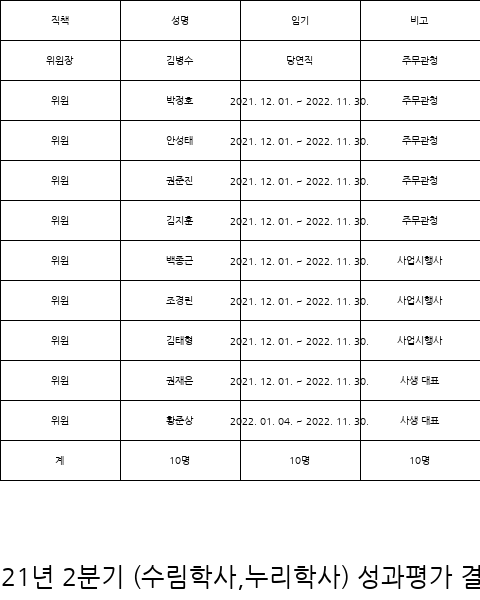 직책 성명 임기 비고
위원장 김병수 당연직 주무관청
위원 박정호 2021. 12. 01. ~ 2022. 11. 30. 주무관청
위원 안성태 2021. 12. 01. ~ 2022. 11. 30. 주무관청
위원 권준진 2021. 12. 01. ~ 2022. 11. 30. 주무관청
위원 김지훈 2021. 12. 01. ~ 2022. 11. 30. 주무관청
위원 백종근 2021. 12. 01. ~ 2022. 11. 30. 사업시행사
위원 조경린 2021. 12. 01. ~ 2022. 11. 30. 사업시행사
위원 김태형 2021. 12. 01. ~ 2022. 11. 30. 사업시행사
위원 권재은 2021. 12. 01. ~ 2022. 11. 30. 사생 대표
위원 황준상 2022. 01. 04. ~ 2022. 11. 30. 사생 대표
계 10명 10명 10명
21년 2분기 (수림학사,누리학사) 성과평가 결